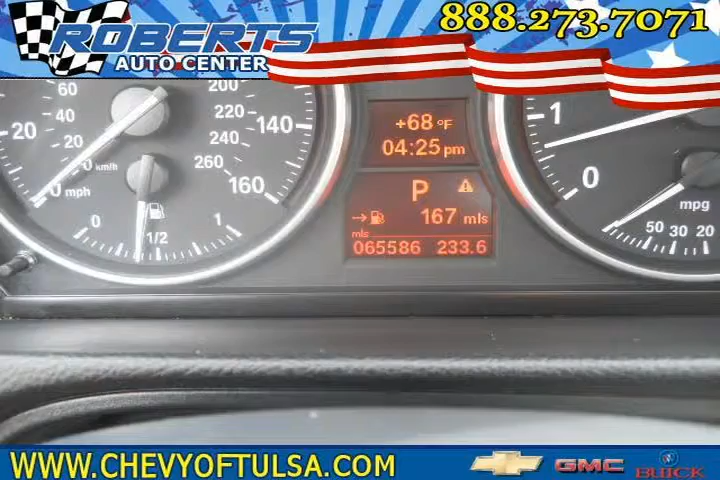 ROBERTS
AUTO CENTER
888.273.7071
60
40
20
20
0 km/h
0 mph
200
220
240
260
140
160
0
1/2
1
+68 °F
04:25 pm
P
→ 167 mls
mls
065586 233.6
1
0
mpg
50 30 20
WWW.CHEVYOFTULSA.COM
GMC
BUICK